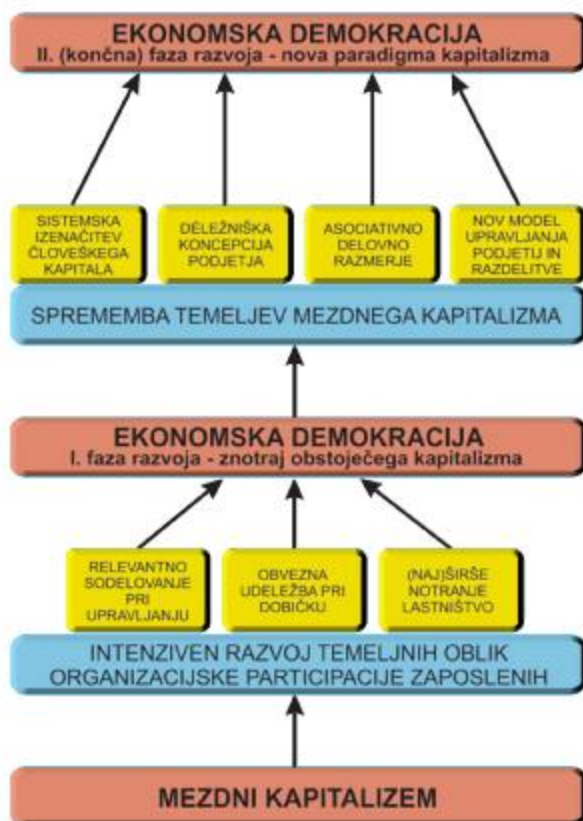 EKONOMSKA DEMOKRACIJA
II. (končna) faza razvoja - nova paradigma kapitalizma
SISTEMSKA
IZENAČITEV
ČLOVEŠKEGA
KAPITALA
DELEŽNIŠKA
KONCEPCIJA
PODJETJA
ASOCIATIVNO
DELOVNO
RAZMERJE
NOV MODEL
UPRAVLJANJA
PODJETIJ IN
RAZDELITVE
SPREMEMBA TEMELJEV MEZDNEGA KAPITALIZMA
EKONOMSKA DEMOKRACIJA
I. faza razvoja - znotraj obstoječega kapitalizma
RELEVANTNO
SODELOVANJE
PRI
UPRAVLJANJU
OBVEZNA
UDELEŽBA PRI
DOBIČKU
(NAJ)ŠIRŠE
NOTRANJE
LASTNIŠTVO
INTENZIVEN RAZVOJ TEMELJNIH OBLIK
ORGANIZACIJSKE PARTICIPACIJE ZAPOSLENIH
MEZDNI KAPITALIZEM